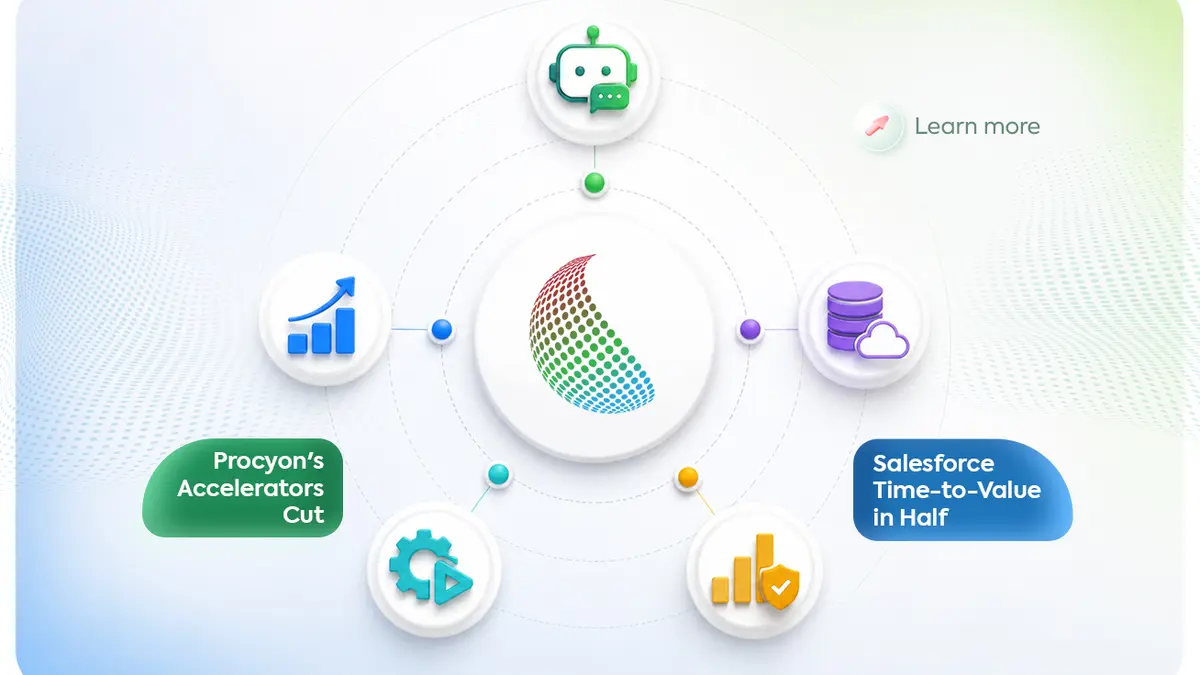 Learn more
Procyon's
Accelerators
Cut
Salesforce
Time-to-Value
in Half